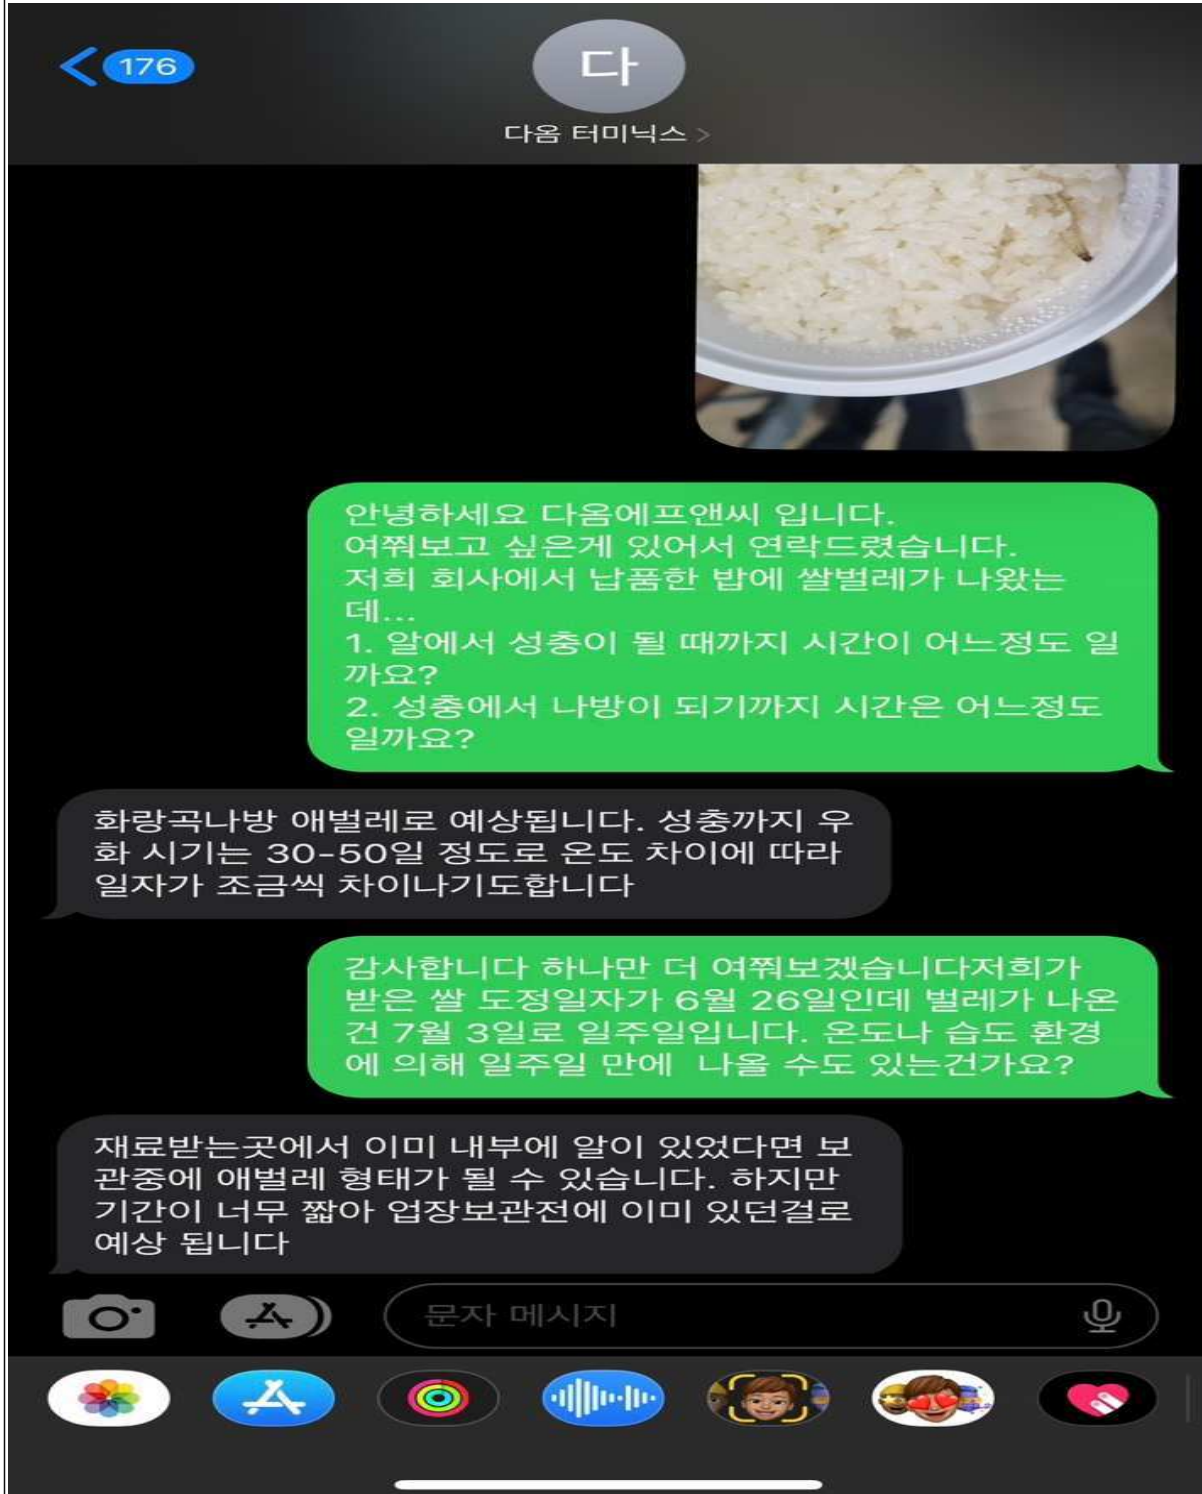 176
다
다옴 터미닉스 >
안녕하세요 다옴에프앤씨 입니다.
여쭤보고 싶은게 있어서 연락드렸습니다.
저희 회사에서 납품한 밥에 쌀벌레가 나왔는
데...
1. 알에서 성충이 될 때까지 시간이 어느정도 일
까요?
2. 성충에서 나방이 되기까지 시간은 어느정도
일까요?
화랑곡나방 애벌레로 예상됩니다. 성충까지 우
화 시기는 30-50일 정도로 온도 차이에 따라
일자가 조금씩 차이나기도합니다
감사합니다 하나만 더 여쭤보겠습니다저희가
받은 쌀 도정일자가 6월 26일인데 벌레가 나온
건 7월 3일로 일주일입니다. 온도나 습도 환경
에 의해 일주일 만에  나올 수도 있는건가요?
재료받는곳에서 이미 내부에 알이 있었다면 보
관중에 애벌레 형태가 될 수 있습니다. 하지만
기간이 너무 짧아 업장보관전에 이미 있던걸로
예상 됩니다
문자 메시지